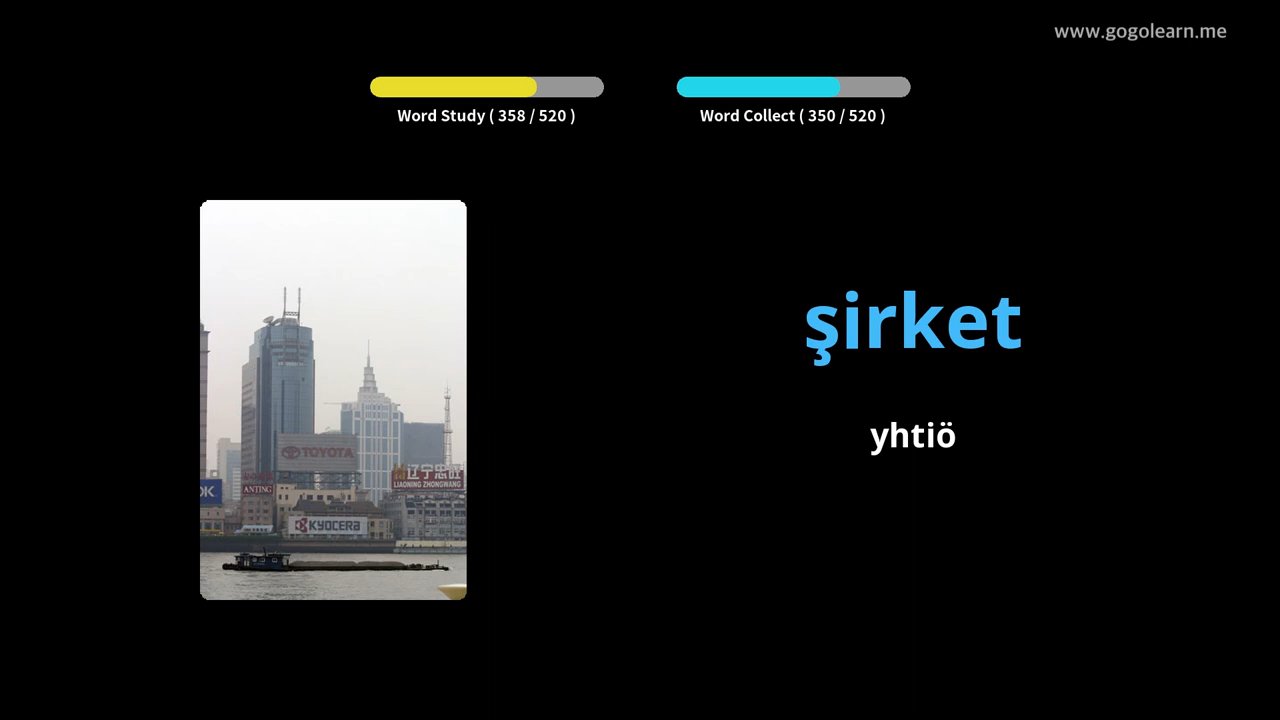 www.gogolearn.me
Word Study ( 358 / 520 )
Word Collect ( 350 / 520 )
şirket
yhtiö
TOYOTA
辽宁忠旺
LIAONING ZHONGWANG
OK
ANTING
KYOCERA